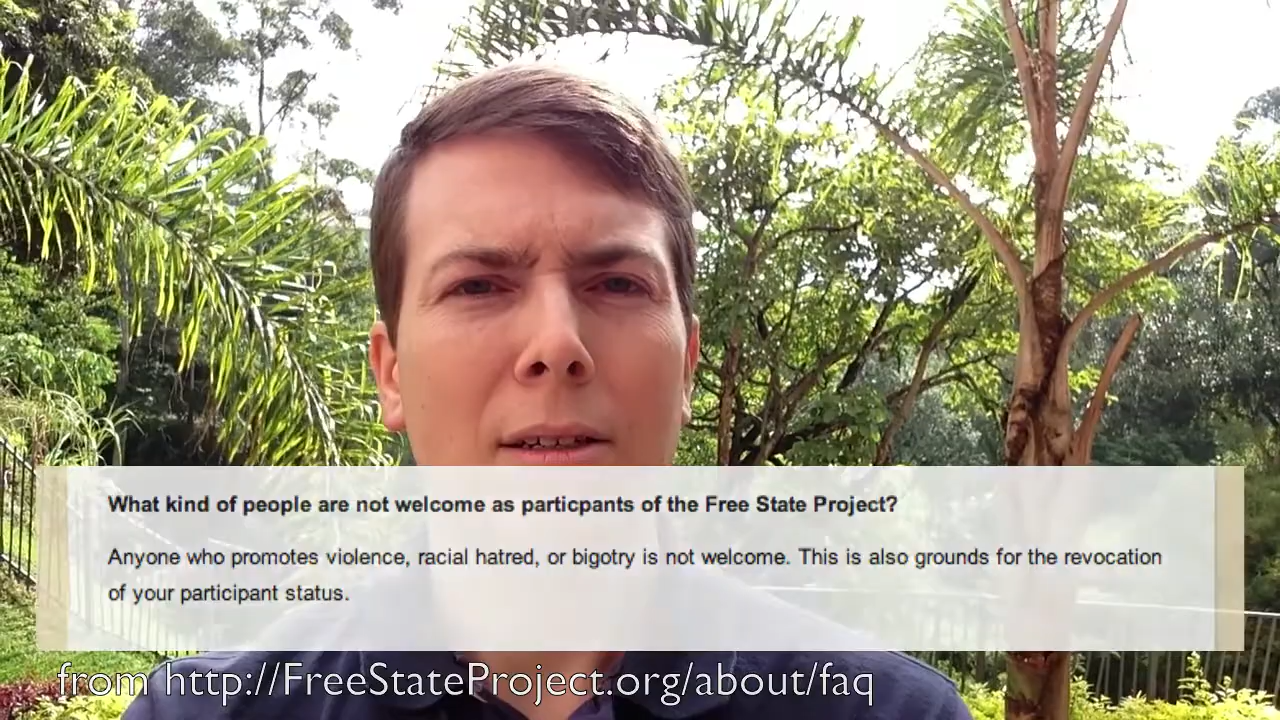 What kind of people are not welcome as particpants of the Free State Project?
Anyone who promotes violence, racial hatred, or bigotry is not welcome. This is also grounds for the revocation
of your participant status.
from http://FreeStateProject.org/about/faq